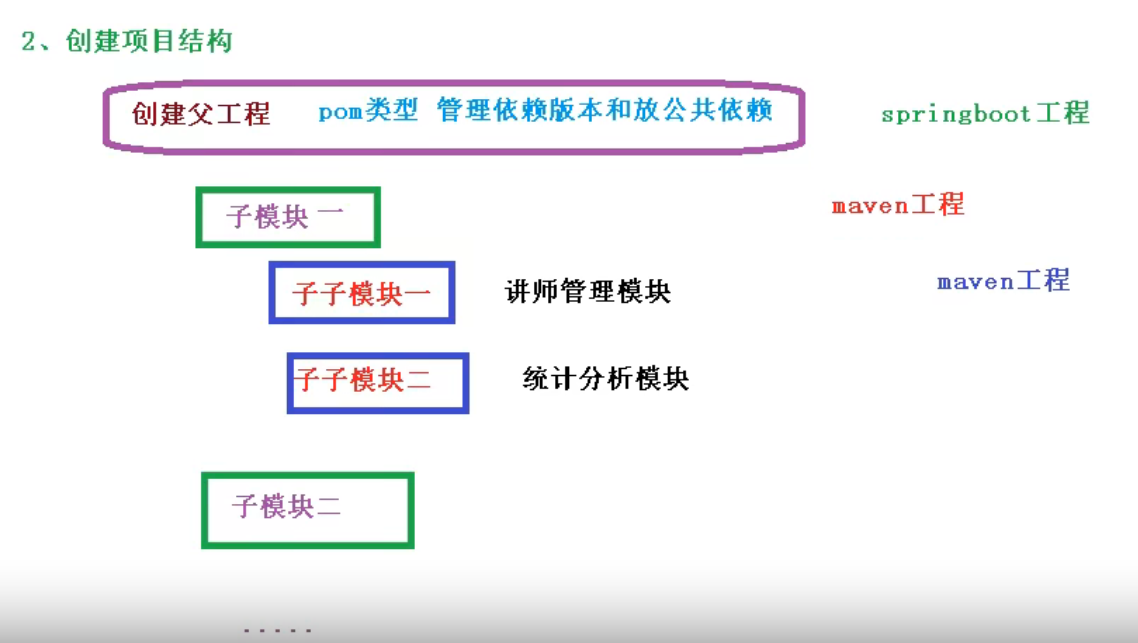 2、创建项目结构
创建父工程 pom类型 管理依赖版本和放公共依赖 springboot工程
子模块一 maven工程
子子模块一 讲师管理模块 maven工程
子子模块二 统计分析模块
子模块二
.....